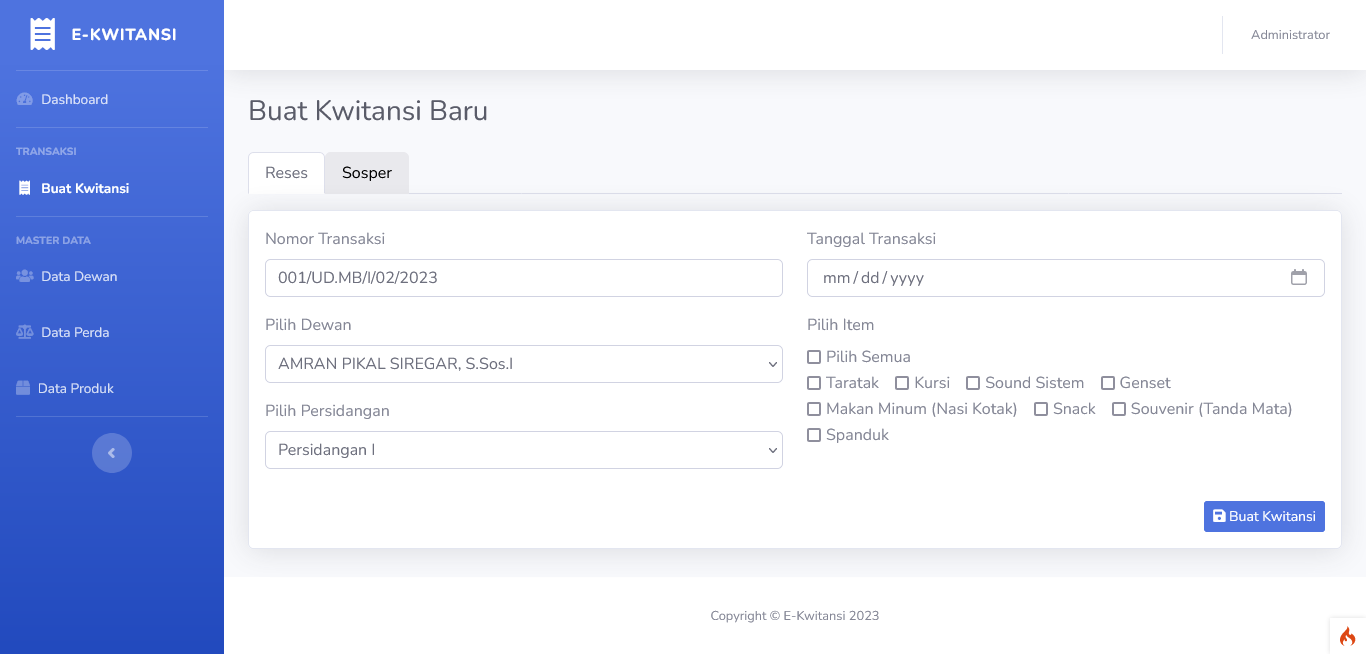 E-KWITANSI
Administrator
Dashboard
TRANSAKSI
Buat Kwitansi
MASTER DATA
Data Dewan
Data Perda
Data Produk
Buat Kwitansi Baru
Reses Sosper
Nomor Transaksi
001/UD.MB/I/02/2023
Pilih Dewan
AMRAN PIKAL SIREGAR, S.Sos.I
Pilih Persidangan
Persidangan I
Tanggal Transaksi
mm / dd / yyyy
Pilih Item
Pilih Semua
Taratak Kursi Sound Sistem Genset
Makan Minum (Nasi Kotak) Snack Souvenir (Tanda Mata)
Spanduk
Buat Kwitansi
Copyright © E-Kwitansi 2023